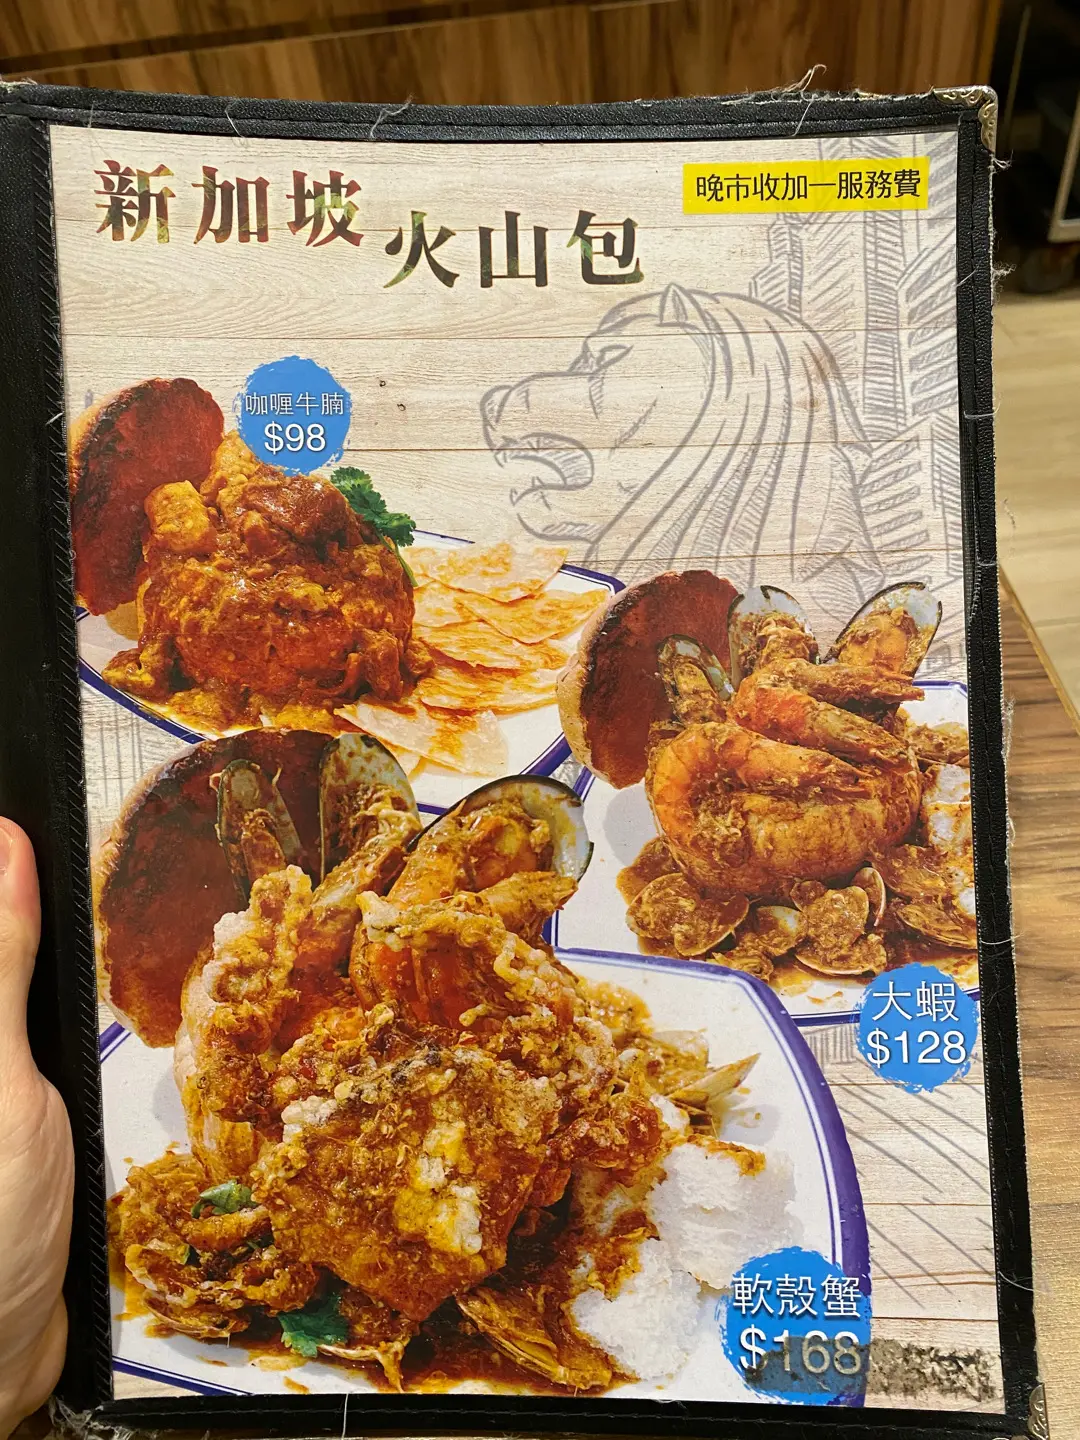 新加坡
火山包
晚市收加一服務費
咖喱牛腩
$98
大蝦
$128
軟殼蟹
$168